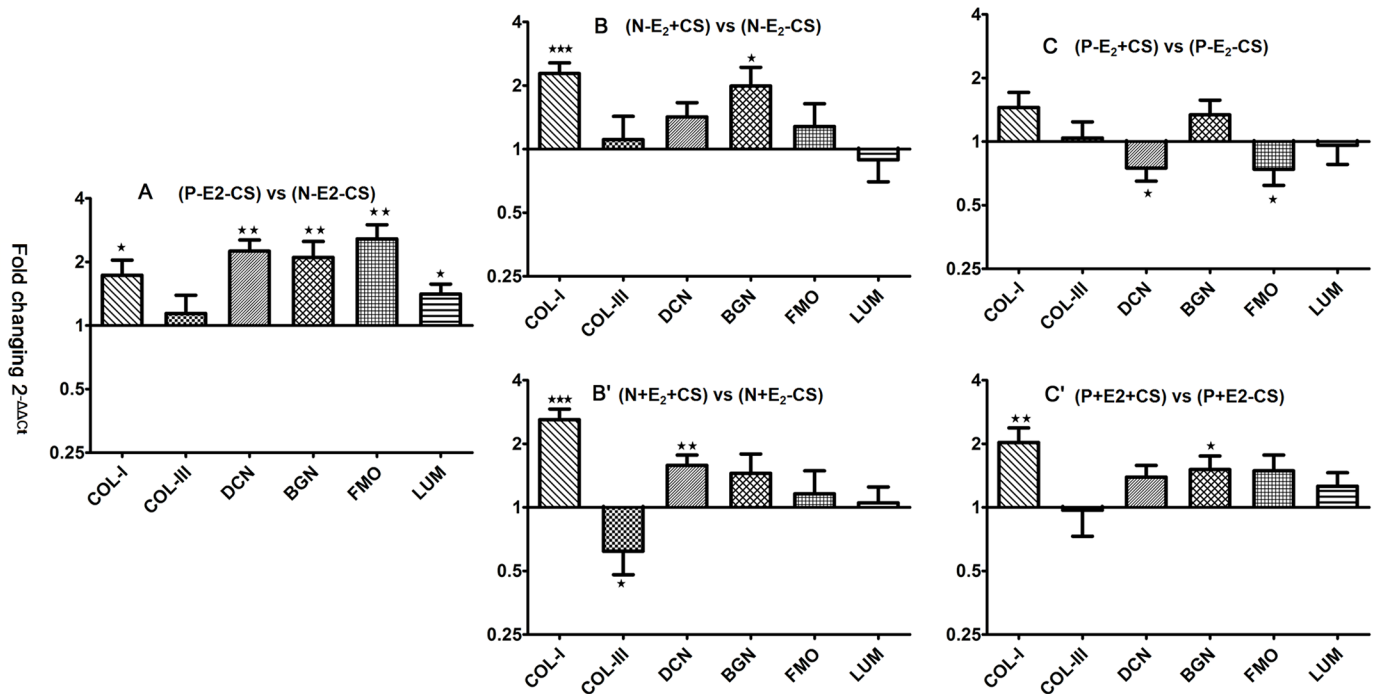 Fold changing 2-ΔΔCt
A (P-E2-CS) vs (N-E2-CS)
4
★ ★★ ★★ ★★ ★
2
1
0.5
0.25
COL-I COL-III DCN BGN FMO LUM
B (N-E₂+CS) vs (N-E₂-CS)
4
★★★ ★
2
1
0.5
0.25
COL-I COL-III DCN BGN FMO LUM
C (P-E₂+CS) vs (P-E₂-CS)
4
2
1
★ ★
0.5
0.25
COL-I COL-III DCN BGN FMO LUM
B' (N+E₂+CS) vs (N+E₂-CS)
4
★★★ ★★
2
1
0.5
★
0.25
COL-I COL-III DCN BGN FMO LUM
C' (P+E2+CS) vs (P+E2-CS)
4
★★ ★
2
1
0.5
0.25
COL-I COL-III DCN BGN FMO LUM